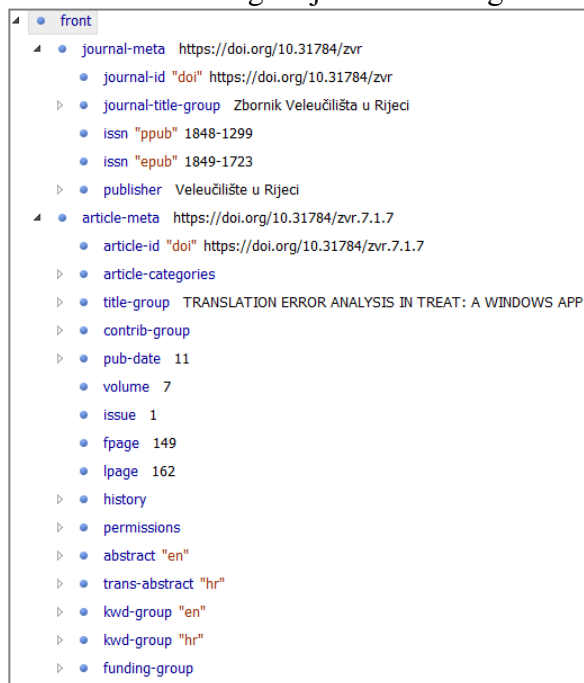 front
journal-meta https://doi.org/10.31784/zvr
journal-id "doi" https://doi.org/10.31784/zvr
journal-title-group Zbornik Veleučilišta u Rijeci
issn "ppub" 1848-1299
issn "epub" 1849-1723
publisher Veleučilište u Rijeci
article-meta https://doi.org/10.31784/zvr.7.1.7
article-id "doi" https://doi.org/10.31784/zvr.7.1.7
article-categories
title-group TRANSLATION ERROR ANALYSIS IN TREAT: A WINDOWS APP
contrib-group
pub-date 11
volume 7
issue 1
fpage 149
lpage 162
history
permissions
abstract "en"
trans-abstract "hr"
kwd-group "en"
kwd-group "hr"
funding-group